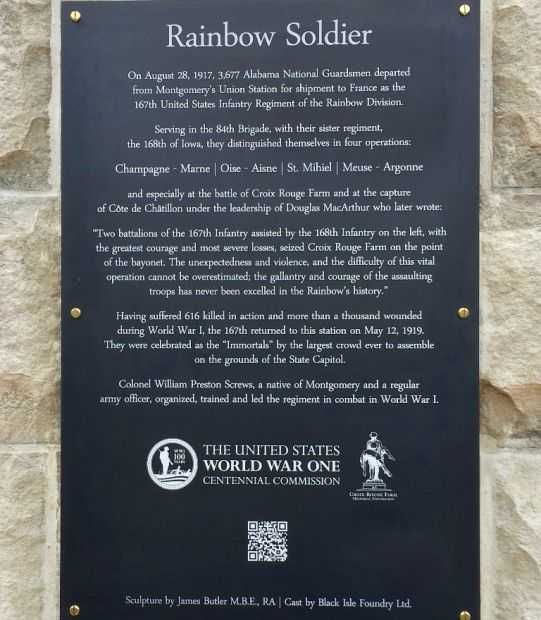 Rainbow Soldier
On August 28, 1917, 3,677 Alabama National Guardsmen departed
from Montgomery's Union Station for shipment to France as the
167th United States Infantry Regiment of the Rainbow Division.
Serving in the 84th Brigade, with their sister regiment,
the 168th of Iowa, they distinguished themselves in four operations:
Champagne - Marne | Oise - Aisne | St. Mihiel | Meuse - Argonne
and especially at the battle of Croix Rouge Farm and at the capture
of Côte de Châtillon under the leadership of Douglas MacArthur who later wrote:
"Two battalions of the 167th Infantry assisted by the 168th Infantry on the left, with
the greatest courage and most severe losses, seized Croix Rouge Farm on the point
of the bayonet. The unexpectedness and violence, and the difficulty of this vital
operation cannot be overestimated; the gallantry and courage of the assaulting
troops has never been excelled in the Rainbow's history."
Having suffered 616 killed in action and more than a thousand wounded
during World War I, the 167th returned to this station on May 12, 1919.
They were celebrated as the "Immortals" by the largest crowd ever to assemble
on the grounds of the State Capitol.
Colonel William Preston Screws, a native of Montgomery and a regular
army officer, organized, trained and led the regiment in combat in World War I.
WW1
100
YEARS
THE UNITED STATES
WORLD WAR ONE
CENTENNIAL COMMISSION
CROIX ROUGE FARM
MEMORIAL FOUNDATION
Sculpture by James Butler M.B.E., RA | Cast by Black Isle Foundry Ltd.